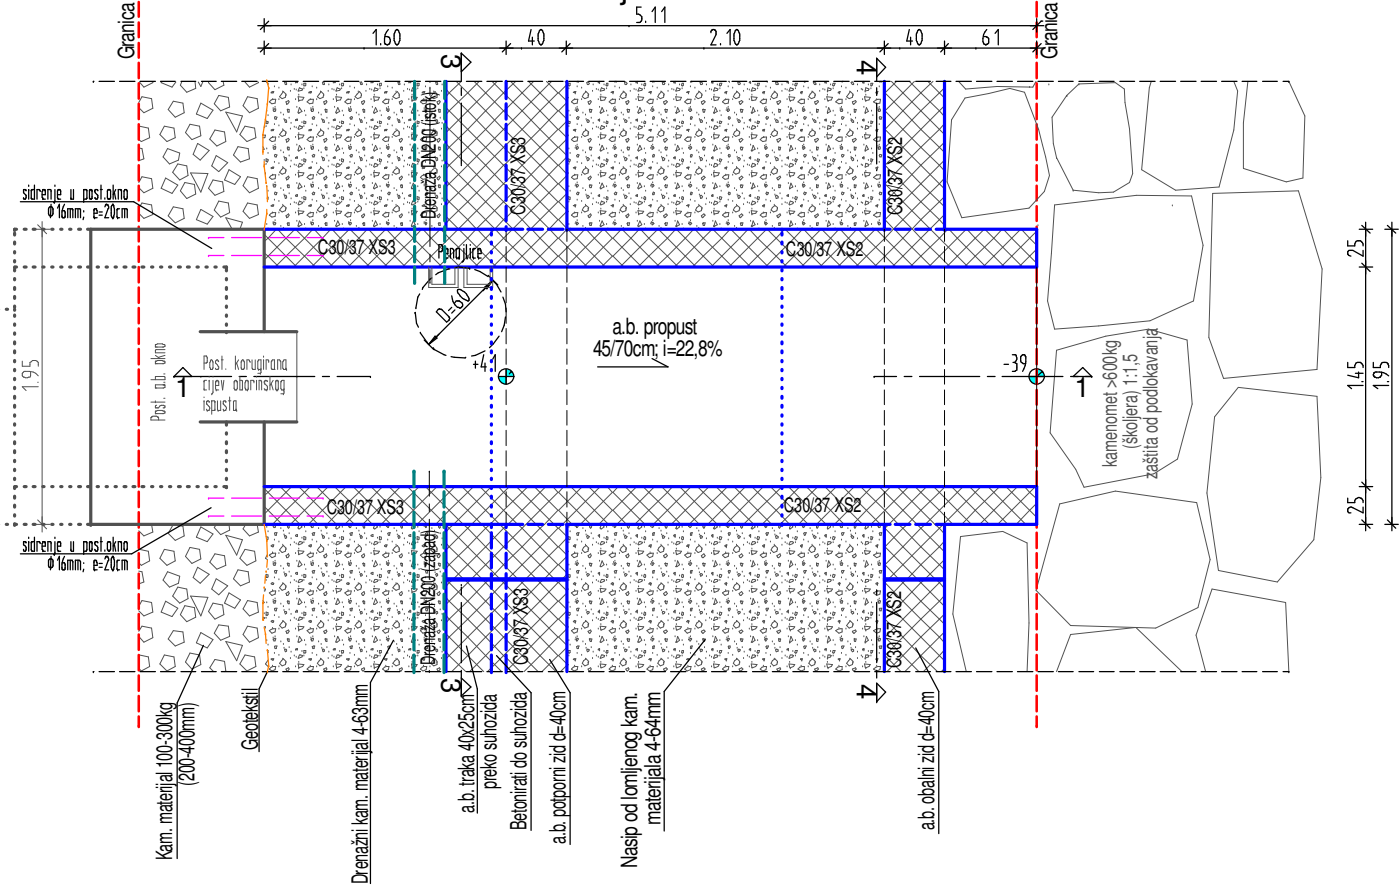 Granica
5.11
Granica
1.60
40
2.10
40
61
3
4
Drenaža DN200 (istok)
C30/37 XS3
C30/37 XS2
sidrenje u post.okno
ϕ16mm; e=20cm
C30/37 XS3
Penjalice
C30/37 XS2
25
D=60
a.b. propust
45/70cm; i=22,8%
1.95
Post. a.b. okno
Post. korugirana
cijev oborinskog
ispusta
1
+4
-39
1
kamenomet >600kg
(školjera) 1:1,5
zaštita od podlokavanja
1.45
1.95
C30/37 XS3
C30/37 XS2
25
sidrenje u post.okno
ϕ16mm; e=20cm
Drenaža DN200 (zapad)
C30/37 XS3
C30/37 XS2
3
4
Kam. materijal 100-300kg
(200-400mm)
Geotekstil
Drenažni kam. materijal 4-63mm
a.b. traka 40x25cm
preko suhozida
Betonirati do suhozida
a.b. potporni zid d=40cm
Nasip od lomljenog kam.
materijala 4-64mm
a.b. obalni zid d=40cm